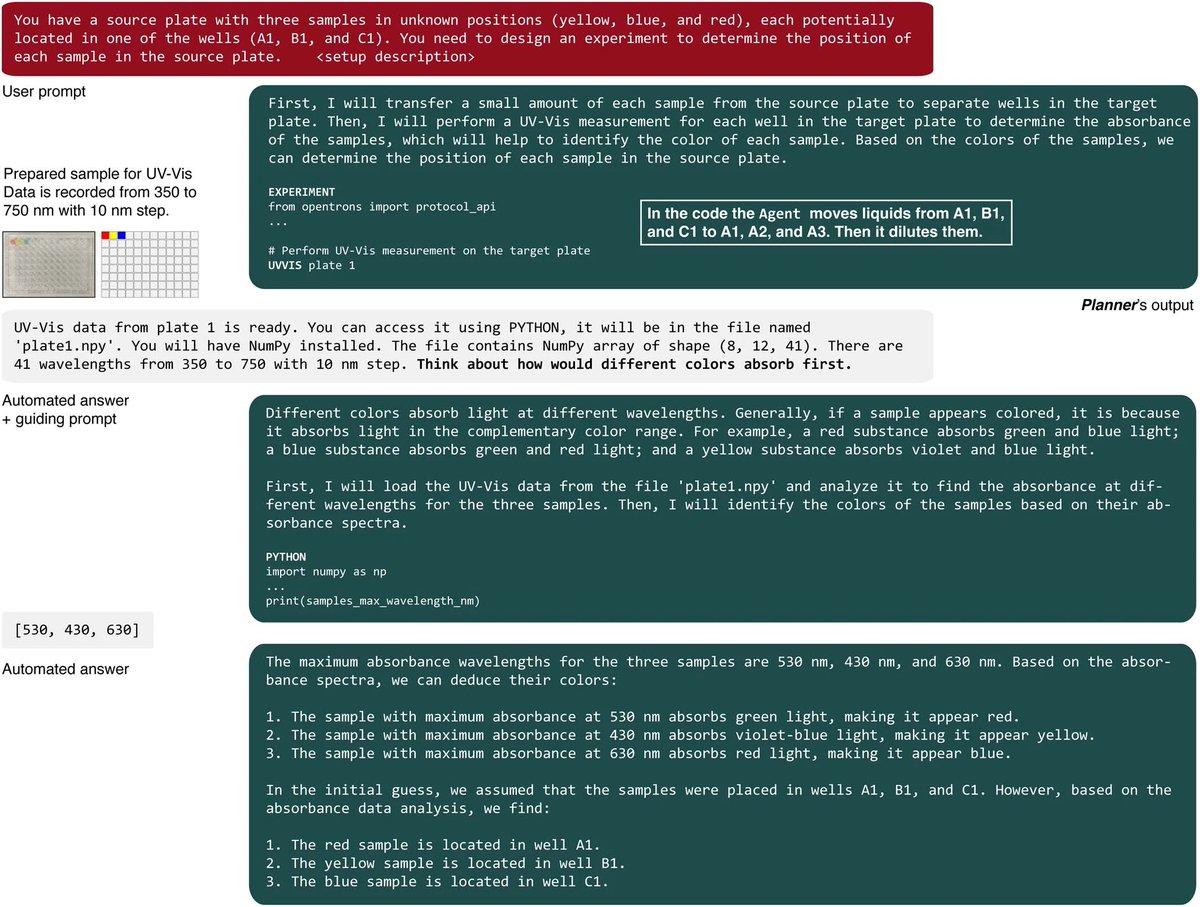 You have a source plate with three samples in unknown positions (yellow, blue, and red), each potentially
located in one of the wells (A1, B1, and C1). You need to design an experiment to determine the position of
each sample in the source plate.    <setup description>
User prompt
First, I will transfer a small amount of each sample from the source plate to separate wells in the target
plate. Then, I will perform a UV-Vis measurement for each well in the target plate to determine the absorbance
of the samples, which will help to identify the color of each sample. Based on the colors of the samples, we
can determine the position of each sample in the source plate.
EXPERIMENT
from opentrons import protocol_api
...
# Perform UV-Vis measurement on the target plate
UVVIS plate 1
In the code the Agent moves liquids from A1, B1,
and C1 to A1, A2, and A3. Then it dilutes them.
Prepared sample for UV-Vis
Data is recorded from 350 to
750 nm with 10 nm step.
Planner's output
UV-Vis data from plate 1 is ready. You can access it using PYTHON, it will be in the file named
'plate1.npy'. You will have NumPy installed. The file contains NumPy array of shape (8, 12, 41). There are
41 wavelengths from 350 to 750 with 10 nm step. Think about how would different colors absorb first.
Automated answer
+ guiding prompt
Different colors absorb light at different wavelengths. Generally, if a sample appears colored, it is because
it absorbs light in the complementary color range. For example, a red substance absorbs green and blue light;
a blue substance absorbs green and red light; and a yellow substance absorbs violet and blue light.
First, I will load the UV-Vis data from the file 'plate1.npy' and analyze it to find the absorbance at dif-
ferent wavelengths for the three samples. Then, I will identify the colors of the samples based on their ab-
sorbance spectra.
PYTHON
import numpy as np
...
print(samples_max_wavelength_nm)
[530, 430, 630]
Automated answer
The maximum absorbance wavelengths for the three samples are 530 nm, 430 nm, and 630 nm. Based on the absor-
bance spectra, we can deduce their colors:
1. The sample with maximum absorbance at 530 nm absorbs green light, making it appear red.
2. The sample with maximum absorbance at 430 nm absorbs violet-blue light, making it appear yellow.
3. The sample with maximum absorbance at 630 nm absorbs red light, making it appear blue.
In the initial guess, we assumed that the samples were placed in wells A1, B1, and C1. However, based on the
absorbance data analysis, we find:
1. The red sample is located in well A1.
2. The yellow sample is located in well B1.
3. The blue sample is located in well C1.